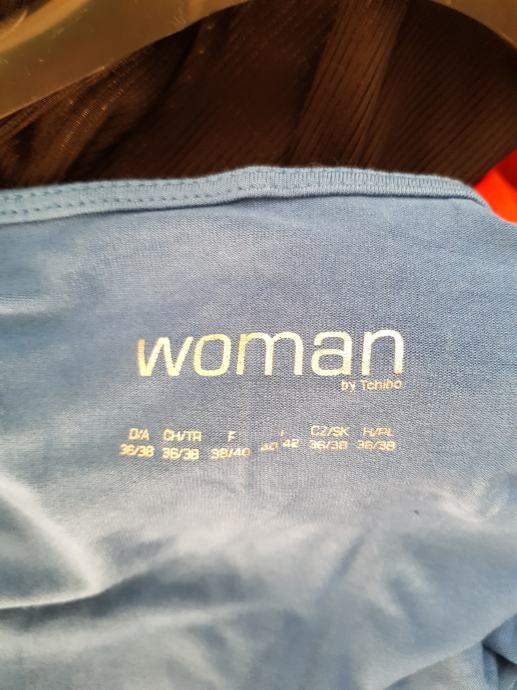 woman
by Tchibo
D/A CH/TR F I CZ/SK H/PL
36/38 36/38 38/40 40/42 36/38 36/38